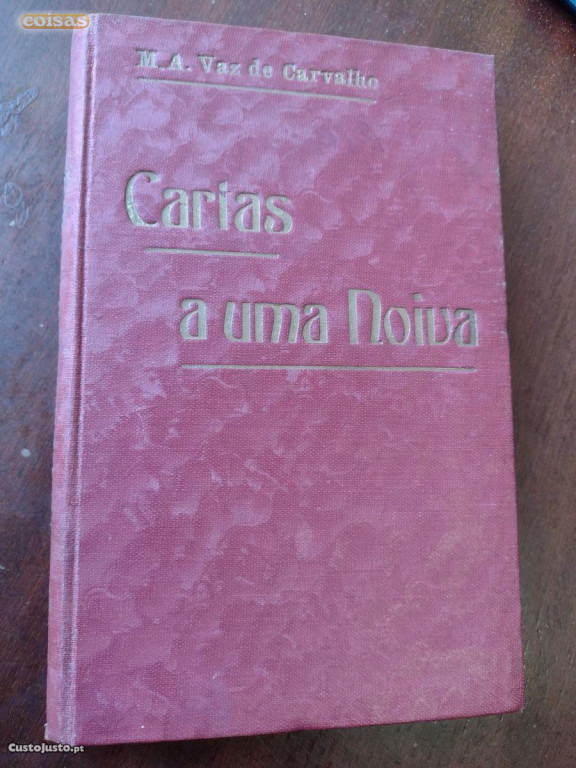 coisas
M. A. Vaz de Carvalho
Cartas
a uma Noiva
CustoJusto.pt